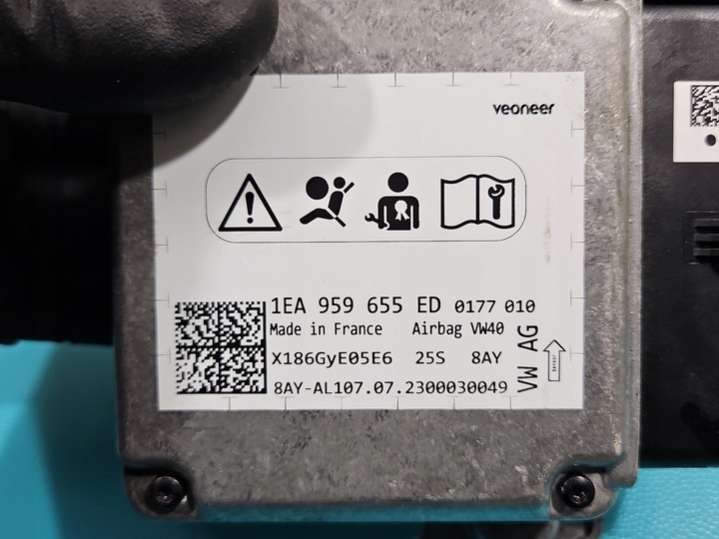 veoneer
1EA 959 655 ED 0177 010
Made in France Airbag VW40
X186GyE05E6 25S 8AY
8AY-AL107.07.2300030049
VW AG